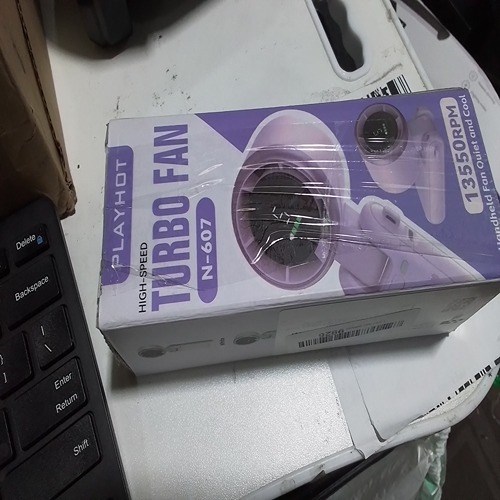 PLAYHOT
HIGH-SPEED
TURBO FAN
N-607
13550RPM
Handheld Fan Quiet and Cool
Delete
Backspace
|
\
}
]
Enter
Return
Shift